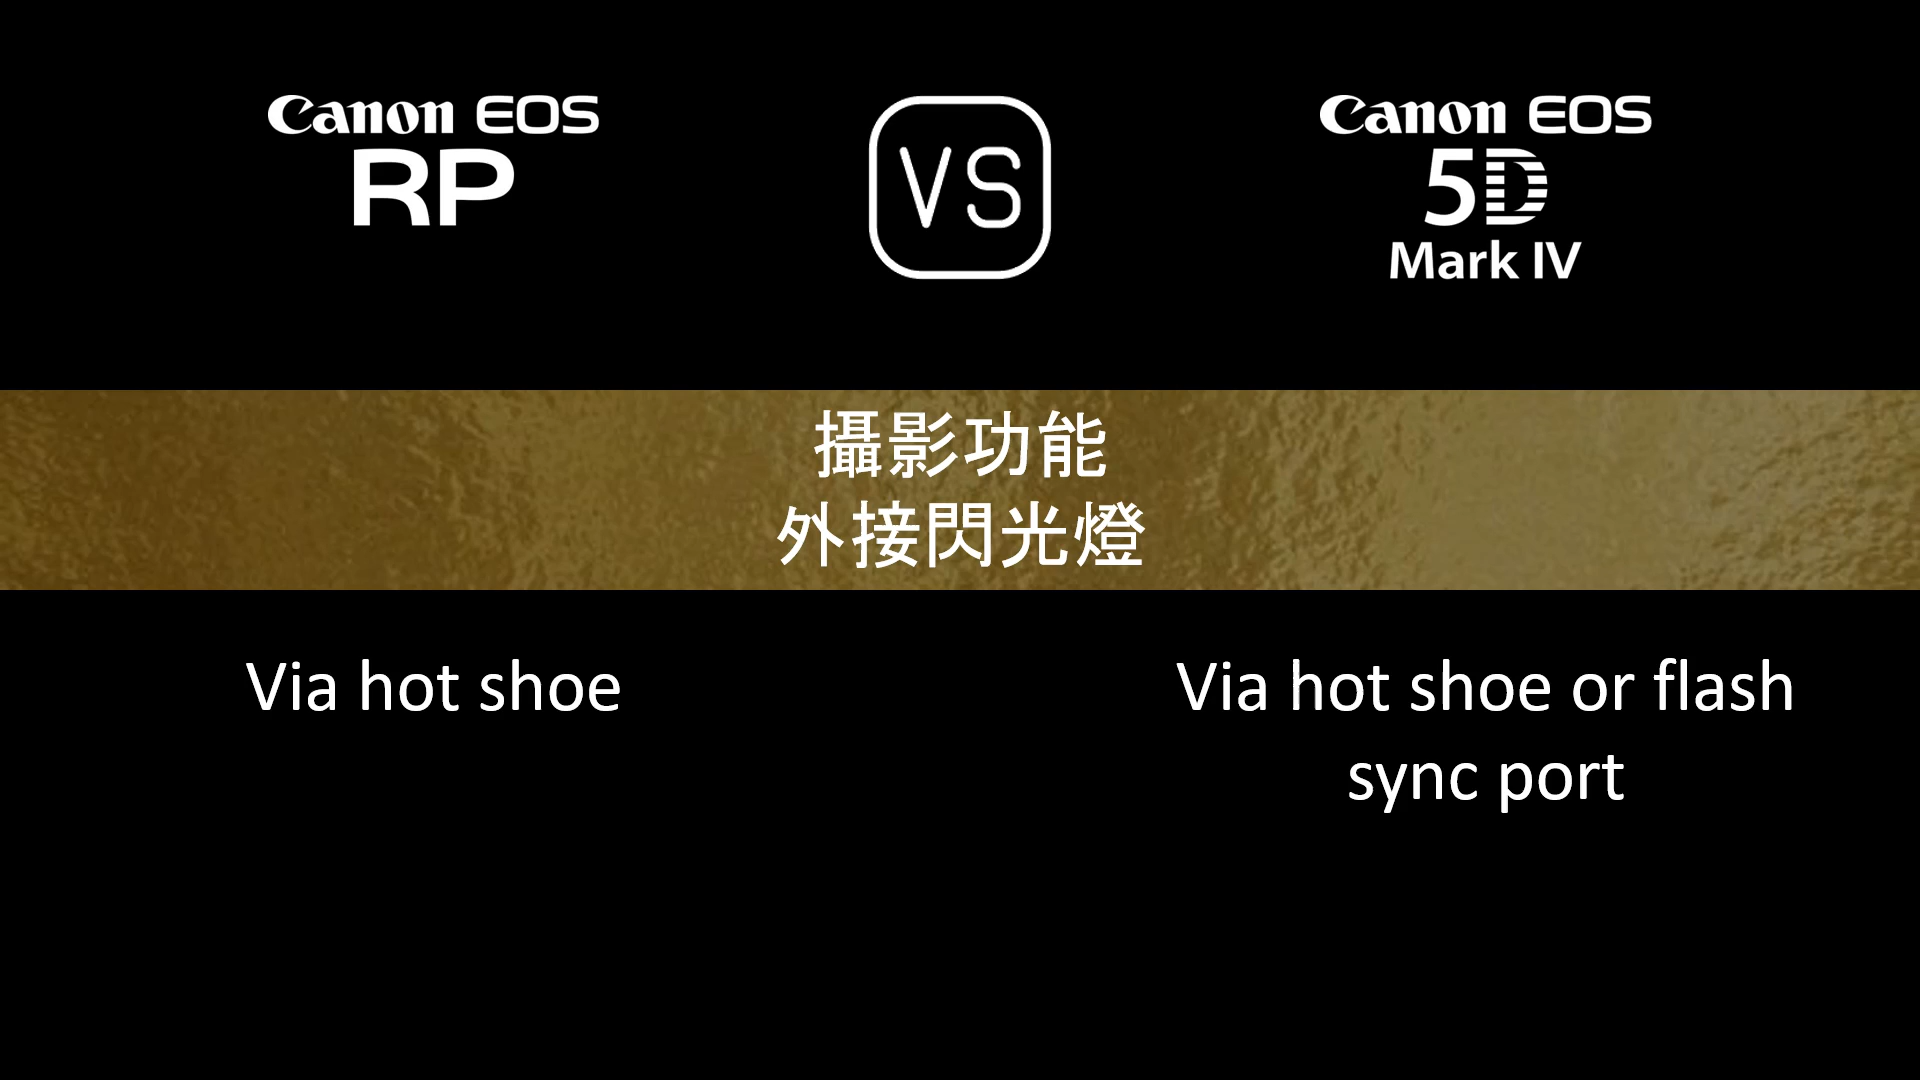 Canon EOS
RP
VS
Canon EOS
5D
Mark IV
攝影功能
外接閃光燈
Via hot shoe
Via hot shoe or flash
sync port